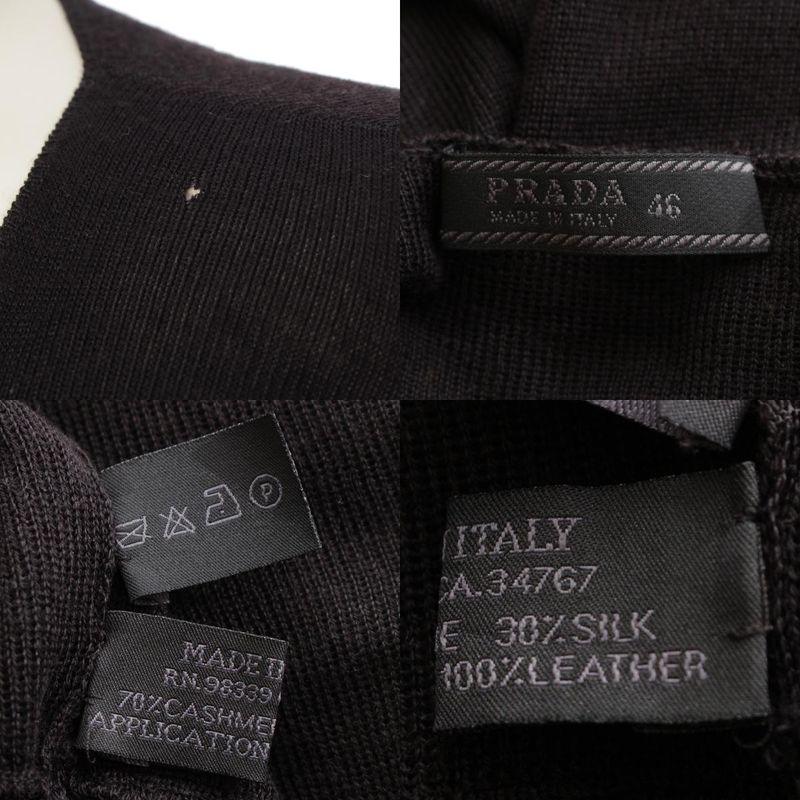 PRADA 46
MADE IN ITALY
P
MADE I
RN.98339
70%CASHME
APPLICATION
ITALY
CA.34767
E 30%SILK
100%LEATHER